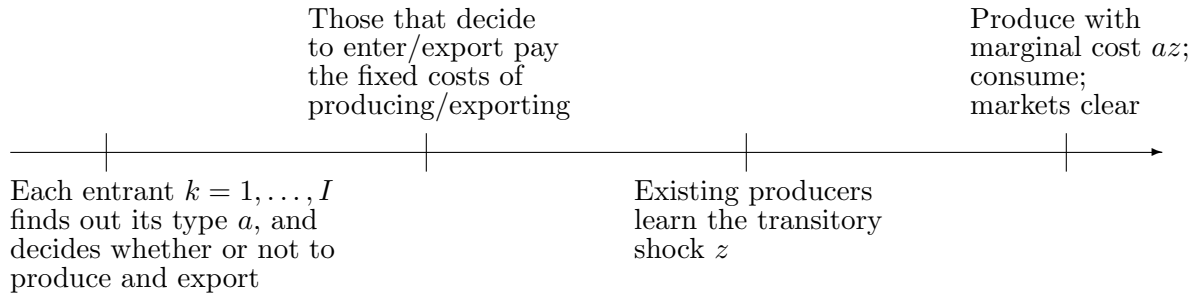 Those that decide
to enter/export pay
the fixed costs of
producing/exporting
Produce with
marginal cost az;
consume;
markets clear
Each entrant k = 1, . . . , I
finds out its type a, and
decides whether or not to
produce and export
Existing producers
learn the transitory
shock z